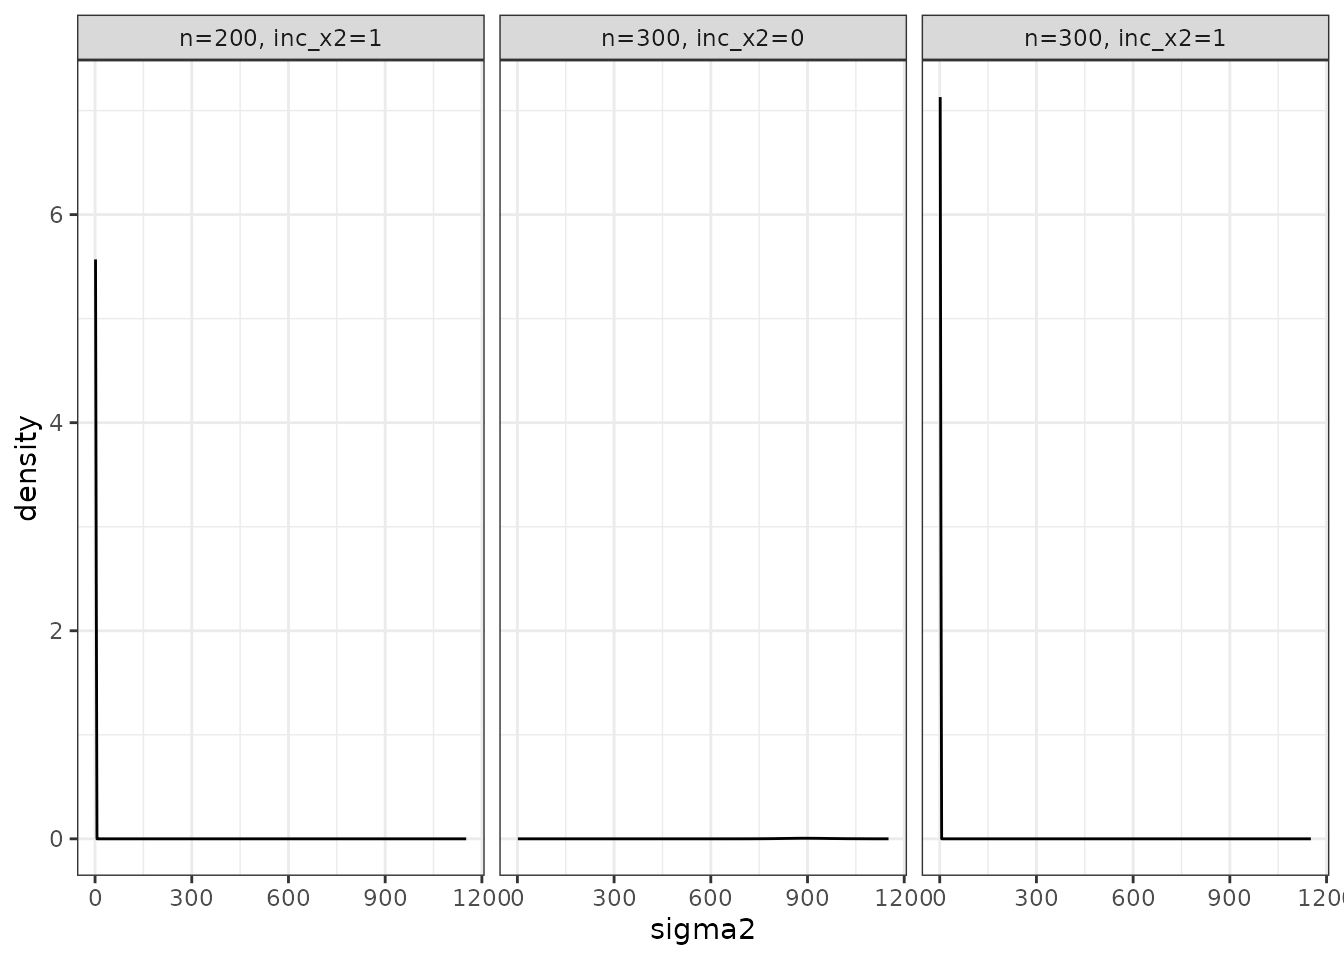 n=200, inc_x2=1
n=300, inc_x2=0
n=300, inc_x2=1
density
6
4
2
0
0 300 600 900 1200
0 300 600 900 1200
0 300 600 900 120
sigma2